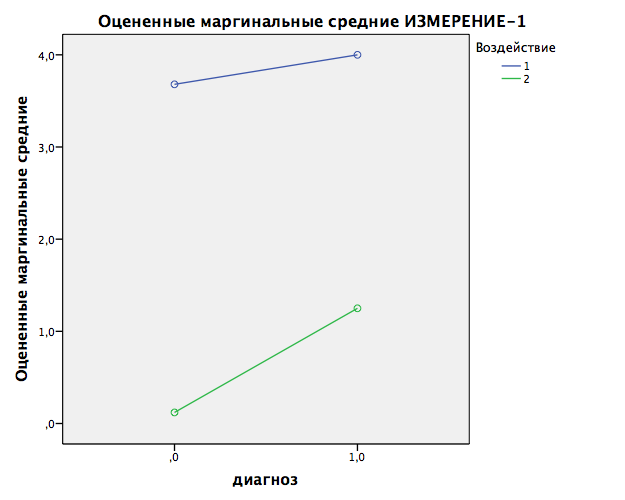 Оцененные маргинальные средние ИЗМЕРЕНИЕ-1
Воздействие
1
2
Оцененные маргинальные средние
4,0
3,0
2,0
1,0
,0
,0
1,0
диагноз